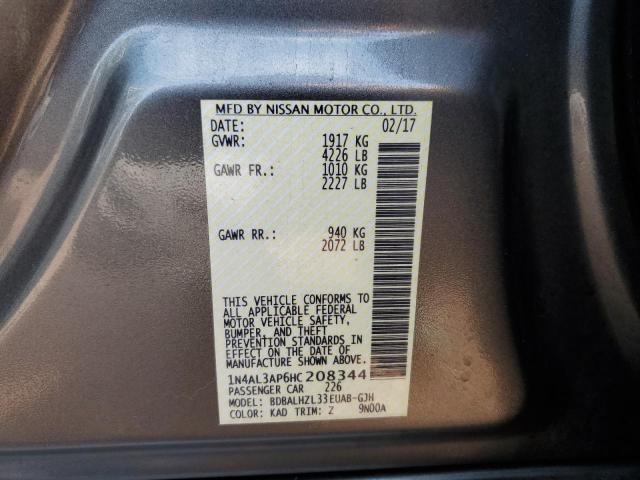 MFD BY NISSAN MOTOR CO., LTD.
DATE: 02/17
GVWR: 1917 KG
4226 LB
GAWR FR.: 1010 KG
2227 LB
GAWR RR.: 940 KG
2072 LB
THIS VEHICLE CONFORMS TO
ALL APPLICABLE FEDERAL
MOTOR VEHICLE SAFETY,
BUMPER, AND THEFT
PREVENTION STANDARDS IN
EFFECT ON THE DATE OF
MANUFACTURE SHOWN ABOVE.
1N4AL3AP6HC208344
PASSENGER CAR 226
MODEL: BDBALHZL33EUAB-GJH
COLOR: KAD TRIM: Z 9N00A